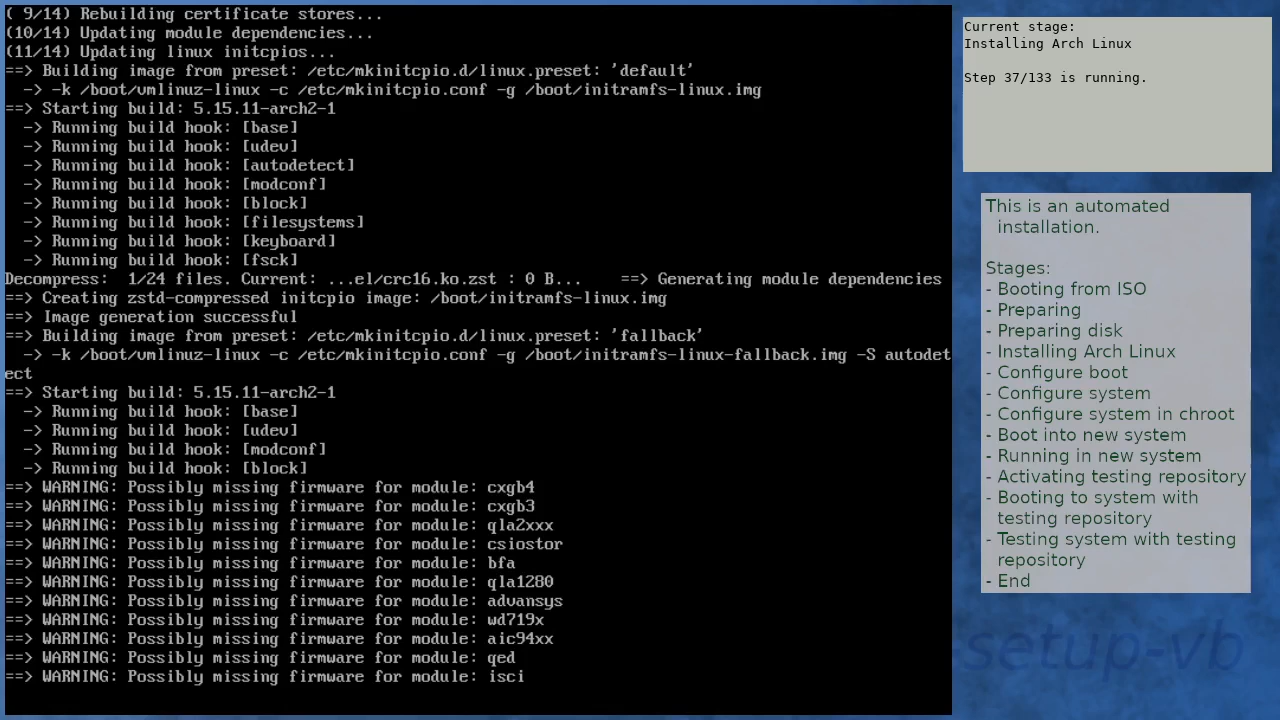 ( 9/14) Rebuilding certificate stores...
(10/14) Updating module dependencies...
(11/14) Updating linux initcpios...
==> Building image from preset: /etc/mkinitcpio.d/linux.preset: 'default'
  -> -k /boot/vmlinuz-linux -c /etc/mkinitcpio.conf -g /boot/initramfs-linux.img
==> Starting build: 5.15.11-arch2-1
  -> Running build hook: [base]
  -> Running build hook: [udev]
  -> Running build hook: [autodetect]
  -> Running build hook: [modconf]
  -> Running build hook: [block]
  -> Running build hook: [filesystems]
  -> Running build hook: [keyboard]
  -> Running build hook: [fsck]
Decompress:  1/24 files. Current: ...el/crc16.ko.zst : 0 B...    ==> Generating module dependencies
==> Creating zstd-compressed initcpio image: /boot/initramfs-linux.img
==> Image generation successful
==> Building image from preset: /etc/mkinitcpio.d/linux.preset: 'fallback'
  -> -k /boot/vmlinuz-linux -c /etc/mkinitcpio.conf -g /boot/initramfs-linux-fallback.img -S autodet
ect
==> Starting build: 5.15.11-arch2-1
  -> Running build hook: [base]
  -> Running build hook: [udev]
  -> Running build hook: [modconf]
  -> Running build hook: [block]
==> WARNING: Possibly missing firmware for module: cxgb4
==> WARNING: Possibly missing firmware for module: cxgb3
==> WARNING: Possibly missing firmware for module: qla2xxx
==> WARNING: Possibly missing firmware for module: csiostor
==> WARNING: Possibly missing firmware for module: bfa
==> WARNING: Possibly missing firmware for module: qla1280
==> WARNING: Possibly missing firmware for module: advansys
==> WARNING: Possibly missing firmware for module: wd719x
==> WARNING: Possibly missing firmware for module: aic94xx
==> WARNING: Possibly missing firmware for module: qed
==> WARNING: Possibly missing firmware for module: isci
Current stage:
Installing Arch Linux
Step 37/133 is running.
This is an automated
installation.
Stages:
- Booting from ISO
- Preparing
- Preparing disk
- Installing Arch Linux
- Configure boot
- Configure system
- Configure system in chroot
- Boot into new system
- Running in new system
- Activating testing repository
- Booting to system with
testing repository
- Testing system with testing
repository
- End
setup-vb